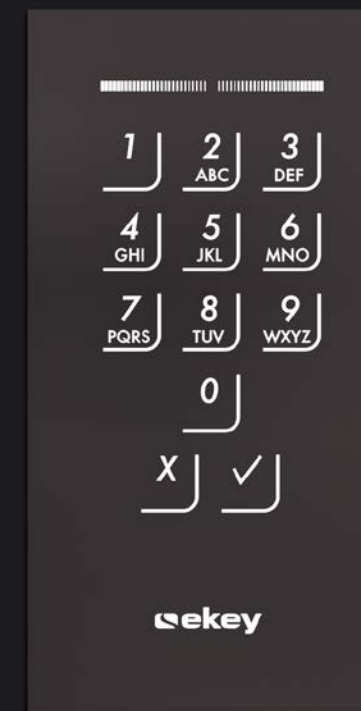 1 2 3
ABC DEF
4 5 6
GHI JKL MNO
7 8 9
PQRS TUV WXYZ
0
X ✓
ekey